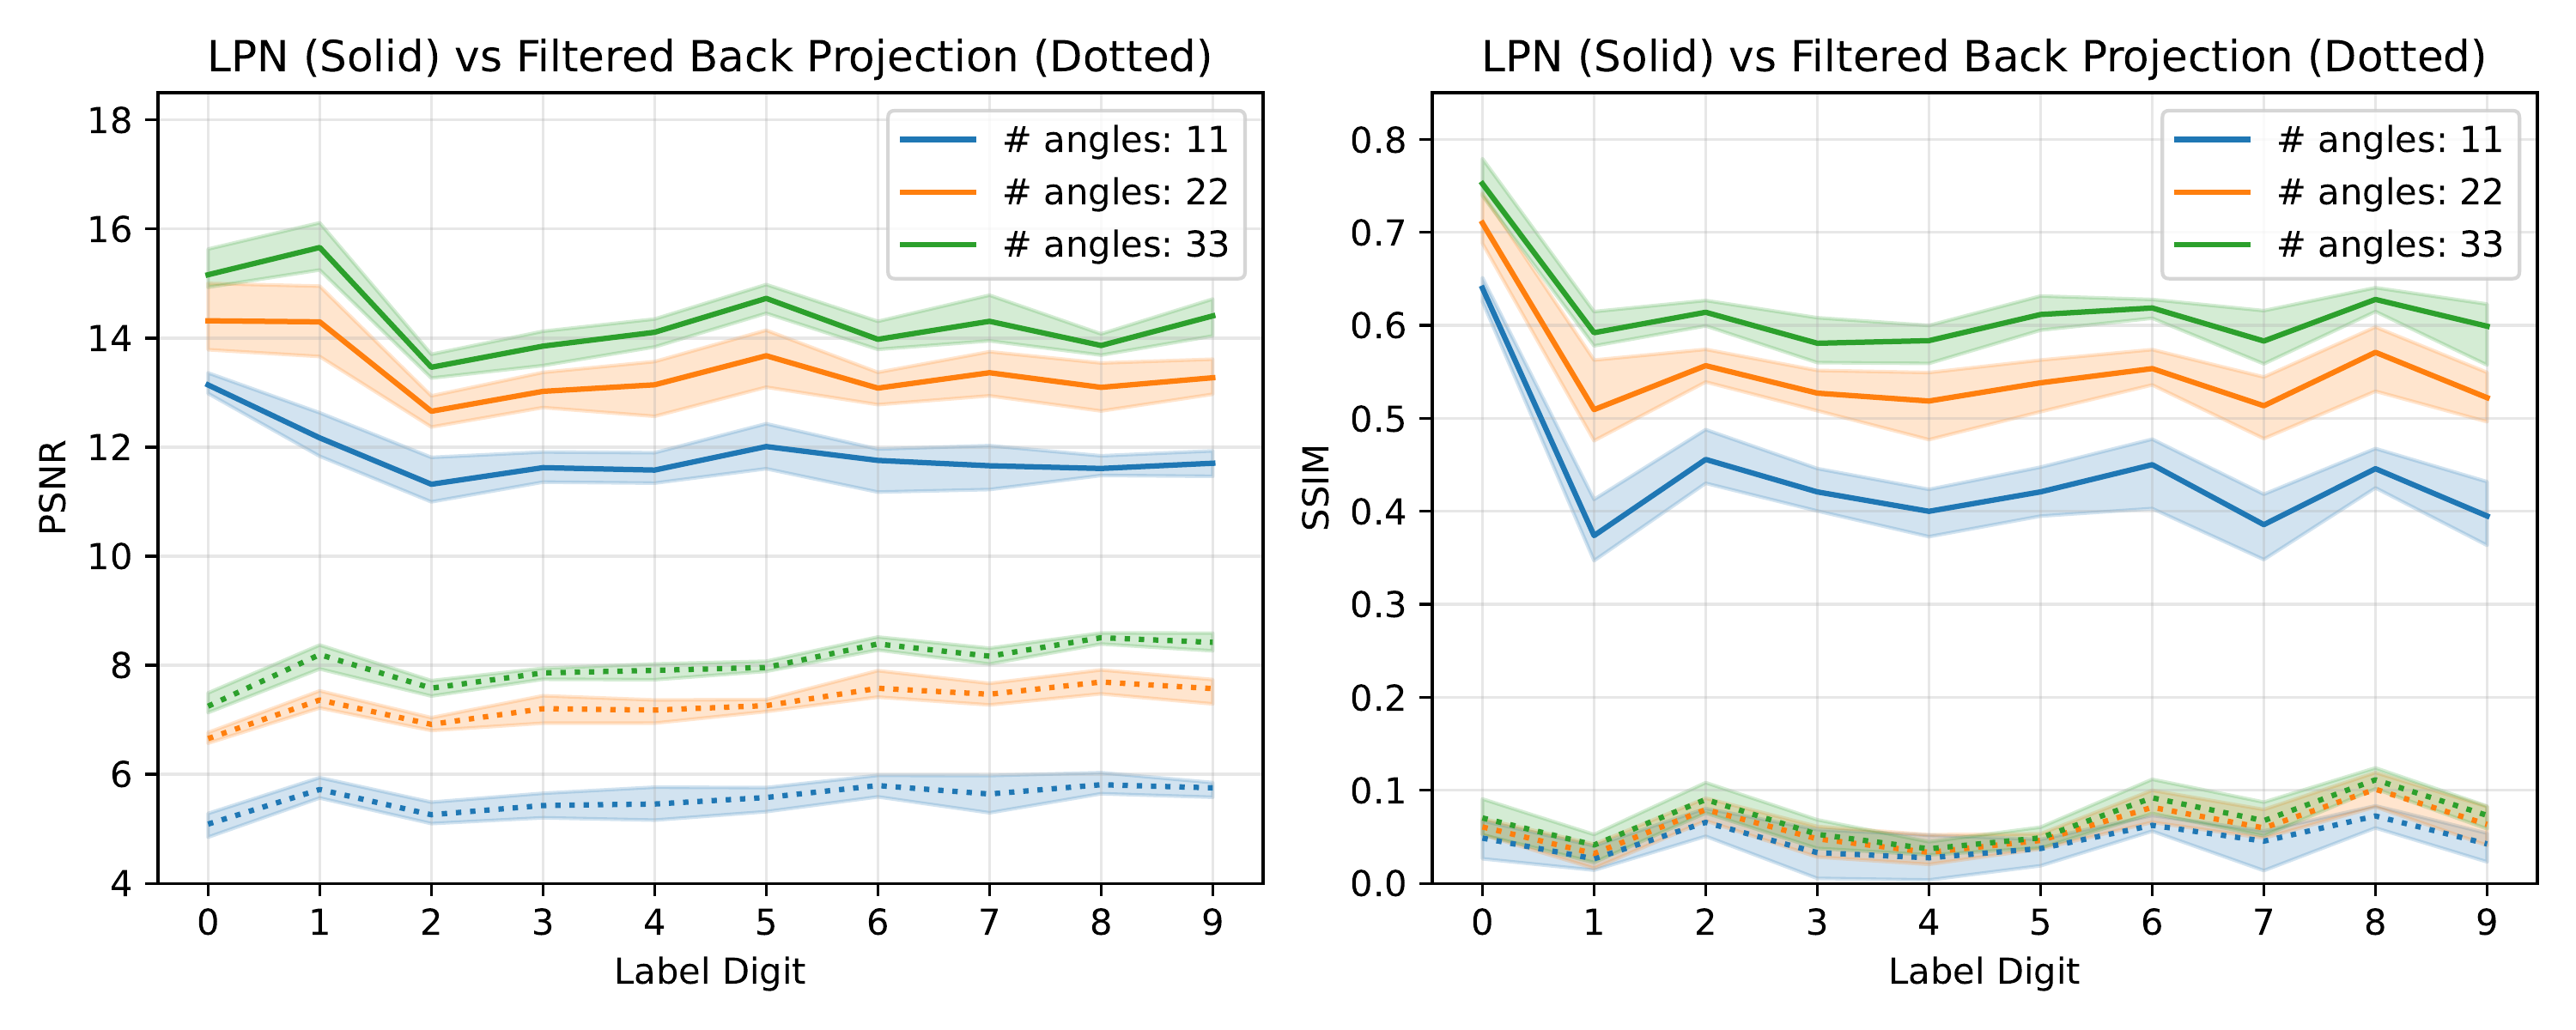 LPN (Solid) vs Filtered Back Projection (Dotted)
# angles: 11
# angles: 22
# angles: 33
18
16
14
12
10
8
6
4
PSNR
0 1 2 3 4 5 6 7 8 9
Label Digit
LPN (Solid) vs Filtered Back Projection (Dotted)
# angles: 11
# angles: 22
# angles: 33
0.8
0.7
0.6
0.5
0.4
0.3
0.2
0.1
0.0
SSIM
0 1 2 3 4 5 6 7 8 9
Label Digit